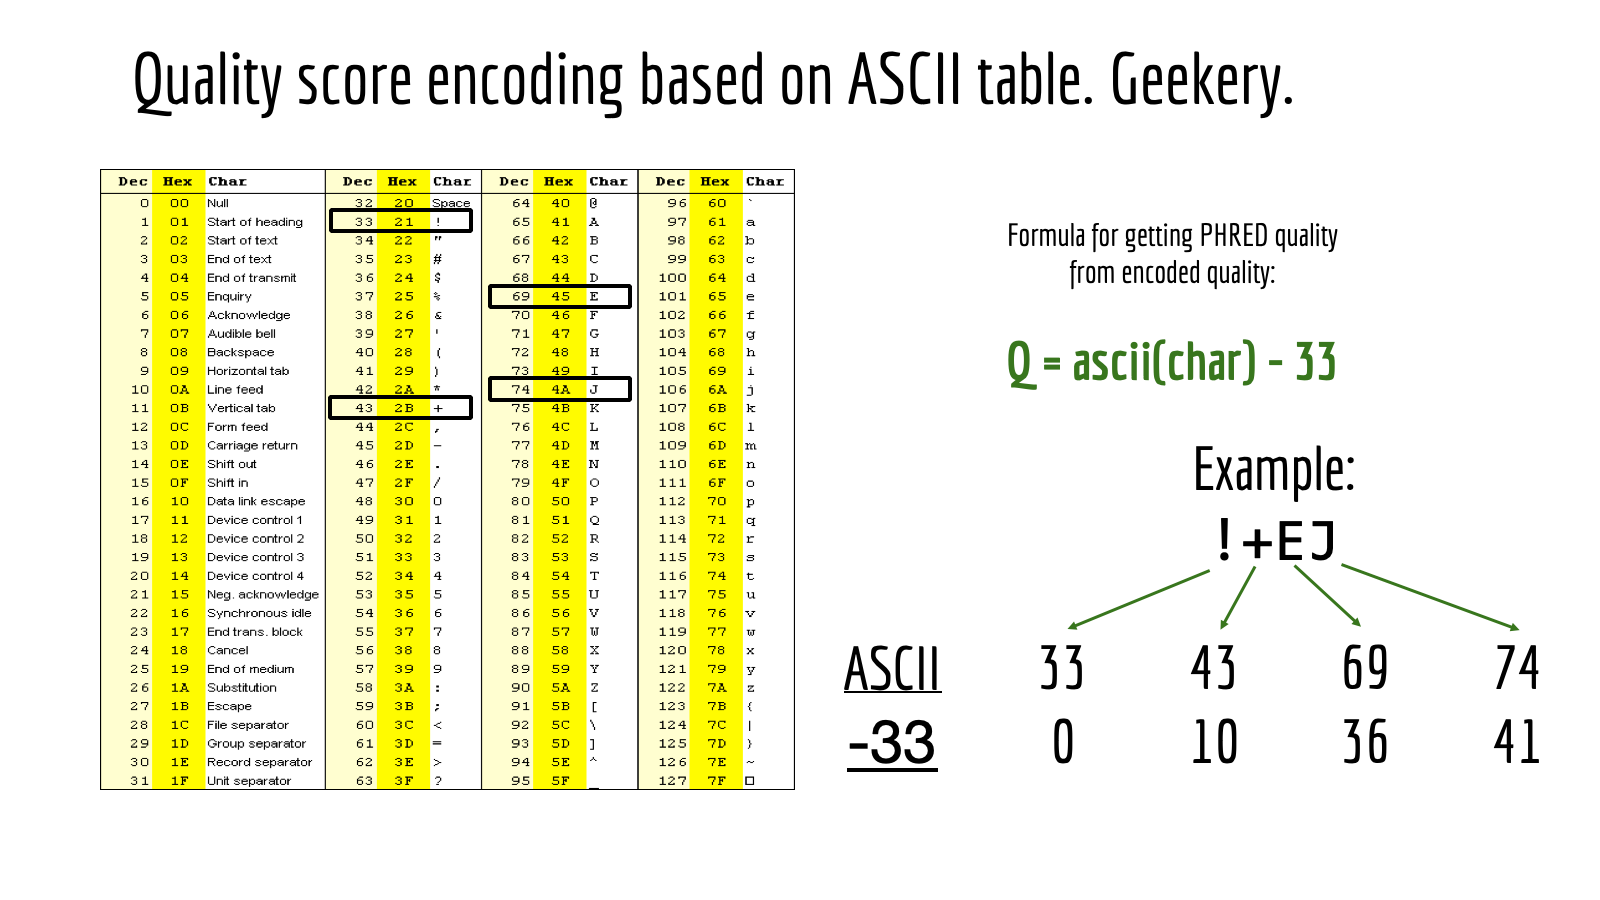 Quality score encoding based on ASCII table. Geekery.
Dec Hex Char Dec Hex Char Dec Hex Char Dec Hex Char
0 00 Null 32 20 Space 64 40 @ 96 60 `
1 01 Start of heading 33 21 ! 65 41 A 97 61 a
2 02 Start of text 34 22 " 66 42 B 98 62 b
3 03 End of text 35 23 # 67 43 C 99 63 c
4 04 End of transmit 36 24 $ 68 44 D 100 64 d
5 05 Enquiry 37 25 % 69 45 E 101 65 e
6 06 Acknowledge 38 26 & 70 46 F 102 66 f
7 07 Audible bell 39 27 ' 71 47 G 103 67 g
8 08 Backspace 40 28 ( 72 48 H 104 68 h
9 09 Horizontal tab 41 29 ) 73 49 I 105 69 i
10 0A Line feed 42 2A * 74 4A J 106 6A j
11 0B Vertical tab 43 2B + 75 4B K 107 6B k
12 0C Form feed 44 2C , 76 4C L 108 6C l
13 0D Carriage return 45 2D – 77 4D M 109 6D m
14 0E Shift out 46 2E . 78 4E N 110 6E n
15 0F Shift in 47 2F / 79 4F O 111 6F o
16 10 Data link escape 48 30 0 80 50 P 112 70 p
17 11 Device control 1 49 31 1 81 51 Q 113 71 q
18 12 Device control 2 50 32 2 82 52 R 114 72 r
19 13 Device control 3 51 33 3 83 53 S 115 73 s
20 14 Device control 4 52 34 4 84 54 T 116 74 t
21 15 Neg. acknowledge 53 35 5 85 55 U 117 75 u
22 16 Synchronous idle 54 36 6 86 56 V 118 76 v
23 17 End trans. block 55 37 7 87 57 W 119 77 w
24 18 Cancel 56 38 8 88 58 X 120 78 x
25 19 End of medium 57 39 9 89 59 Y 121 79 y
26 1A Substitution 58 3A : 90 5A Z 122 7A z
27 1B Escape 59 3B ; 91 5B [ 123 7B {
28 1C File separator 60 3C < 92 5C \ 124 7C |
29 1D Group separator 61 3D = 93 5D ] 125 7D }
30 1E Record separator 62 3E > 94 5E ^ 126 7E ~
31 1F Unit separator 63 3F ? 95 5F _ 127 7F □
Formula for getting PHRED quality
from encoded quality:
Q = ascii(char) - 33
Example:
!+EJ
ASCII 33 43 69 74
-33 0 10 36 41